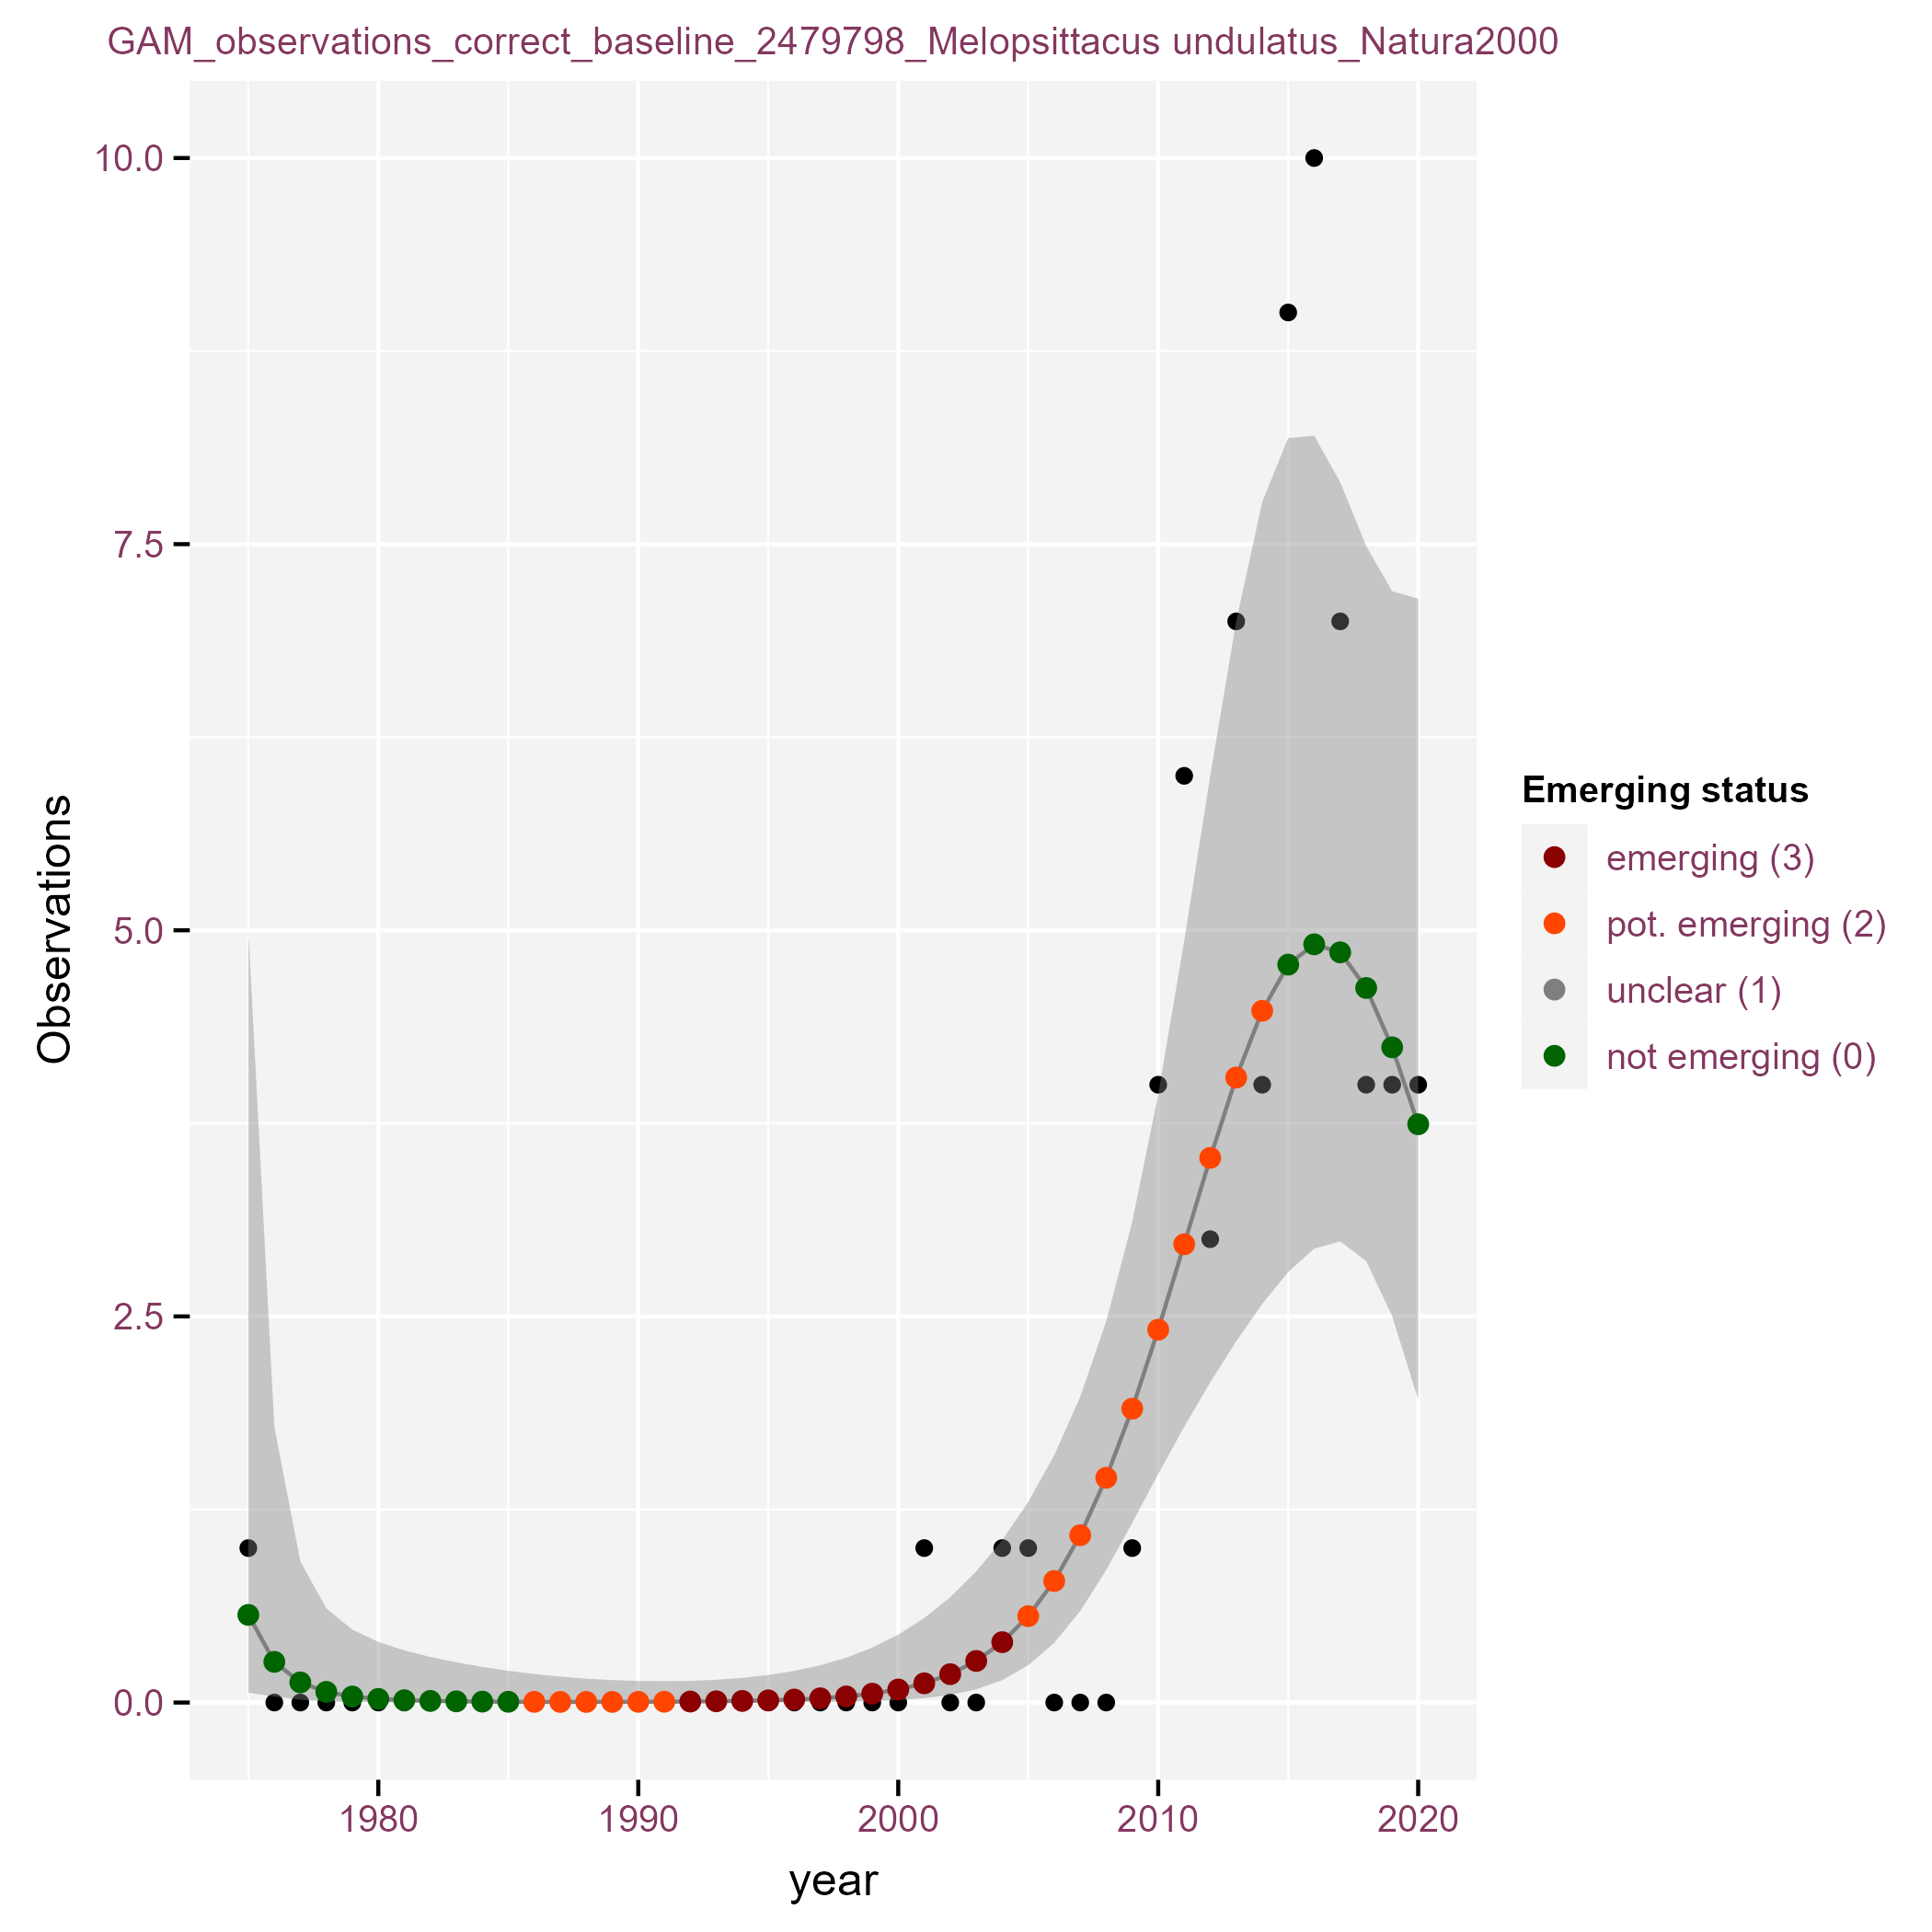 GAM_observations_correct_baseline_2479798_Melopsittacus undulatus_Natura2000
10.0
7.5
5.0
2.5
0.0
Observations
1980 1990 2000 2010 2020
year
Emerging status
emerging (3)
pot. emerging (2)
unclear (1)
not emerging (0)